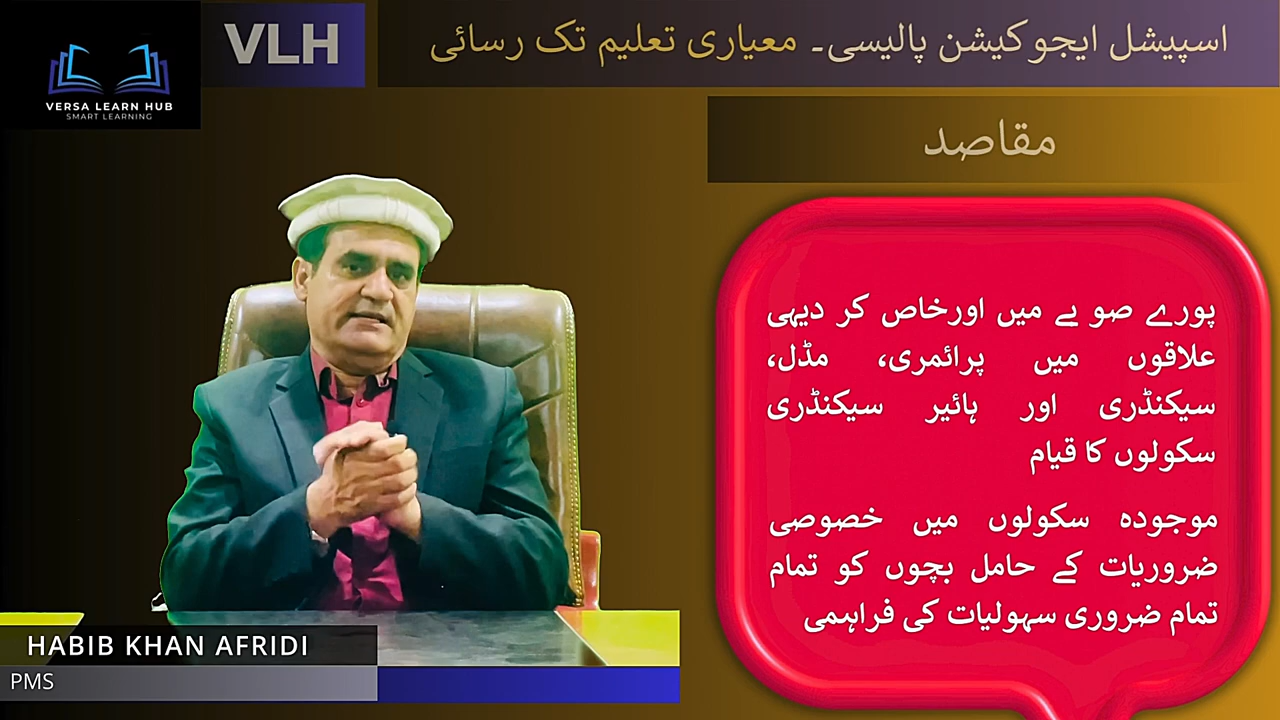 VERSA LEARN HUB
SMART LEARNING
VLH
اسپیشل ایجوکیشن پالیسی۔ معیاری تعلیم تک رسائی
مقاصد
پورے صو بے میں اورخاص کر دیہی
علاقوں میں پرائمری، مڈل،
سیکنڈری اور ہائیر سیکنڈری
سکولوں کا قیام
موجودہ سکولوں میں خصوصی
ضروریات کے حامل بچوں کو تمام
تمام ضروری سہولیات کی فراہمی
HABIB KHAN AFRIDI
PMS